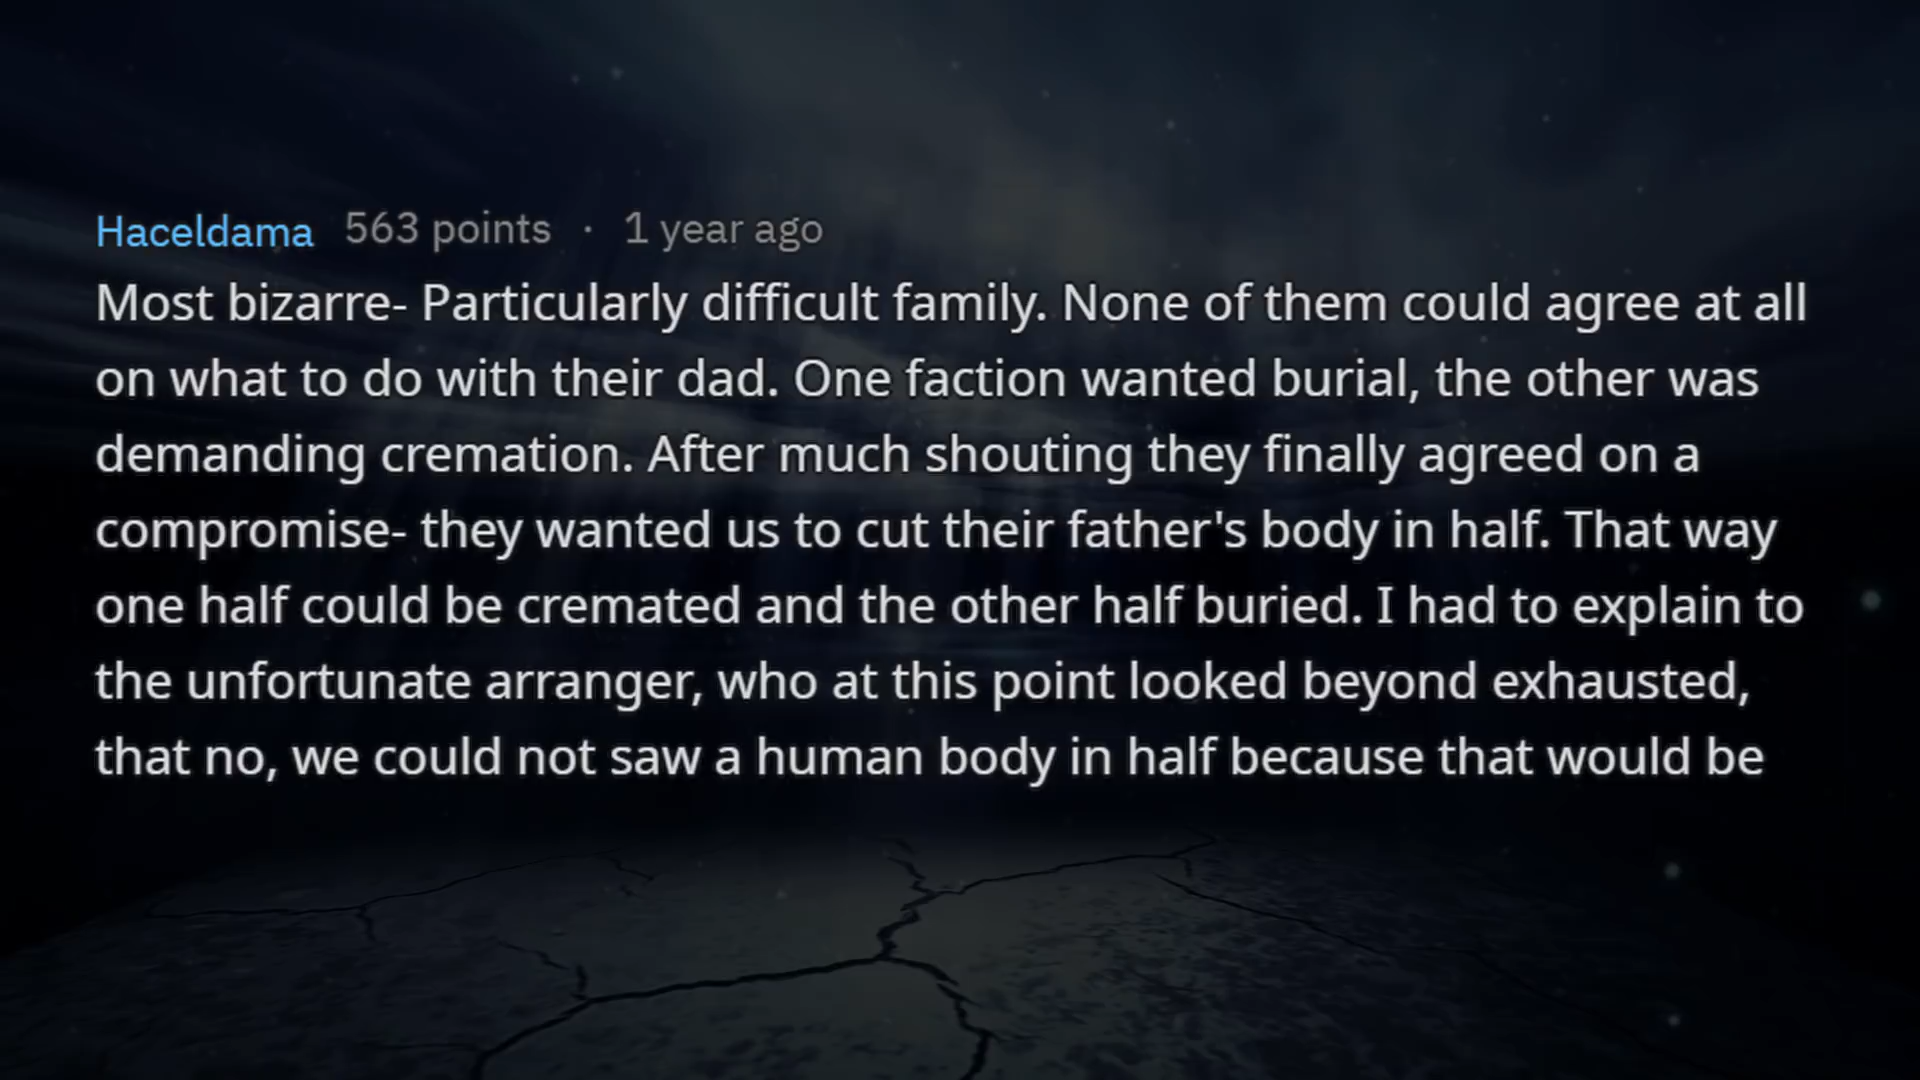 Haceldama 563 points · 1 year ago
Most bizarre- Particularly difficult family. None of them could agree at all
on what to do with their dad. One faction wanted burial, the other was
demanding cremation. After much shouting they finally agreed on a
compromise- they wanted us to cut their father's body in half. That way
one half could be cremated and the other half buried. I had to explain to
the unfortunate arranger, who at this point looked beyond exhausted,
that no, we could not saw a human body in half because that would be